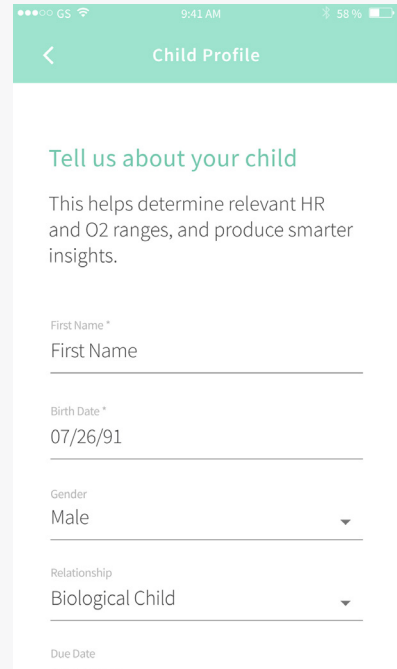 GS 9:41 AM 58 %
Child Profile
Tell us about your child
This helps determine relevant HR
and O2 ranges, and produce smarter
insights.
First Name *
First Name
Birth Date *
07/26/91
Gender
Male
Relationship
Biological Child
Due Date